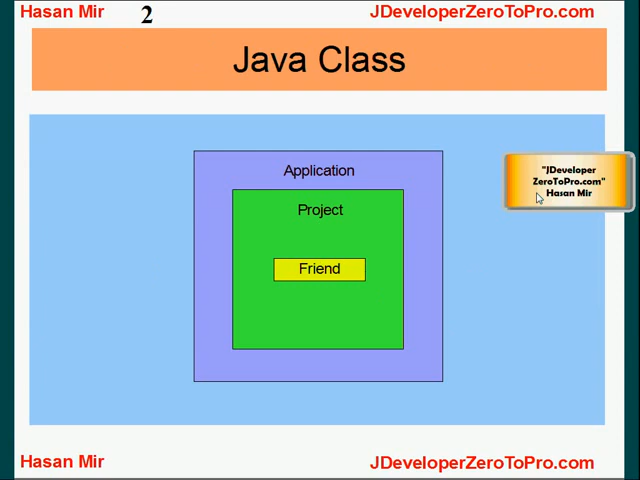 Hasan Mir 2 JDeveloperZeroToPro.com
Java Class
Application
"JDeveloper
ZeroToPro.com"
Hasan Mir
Project
Friend
Hasan Mir JDeveloperZeroToPro.com